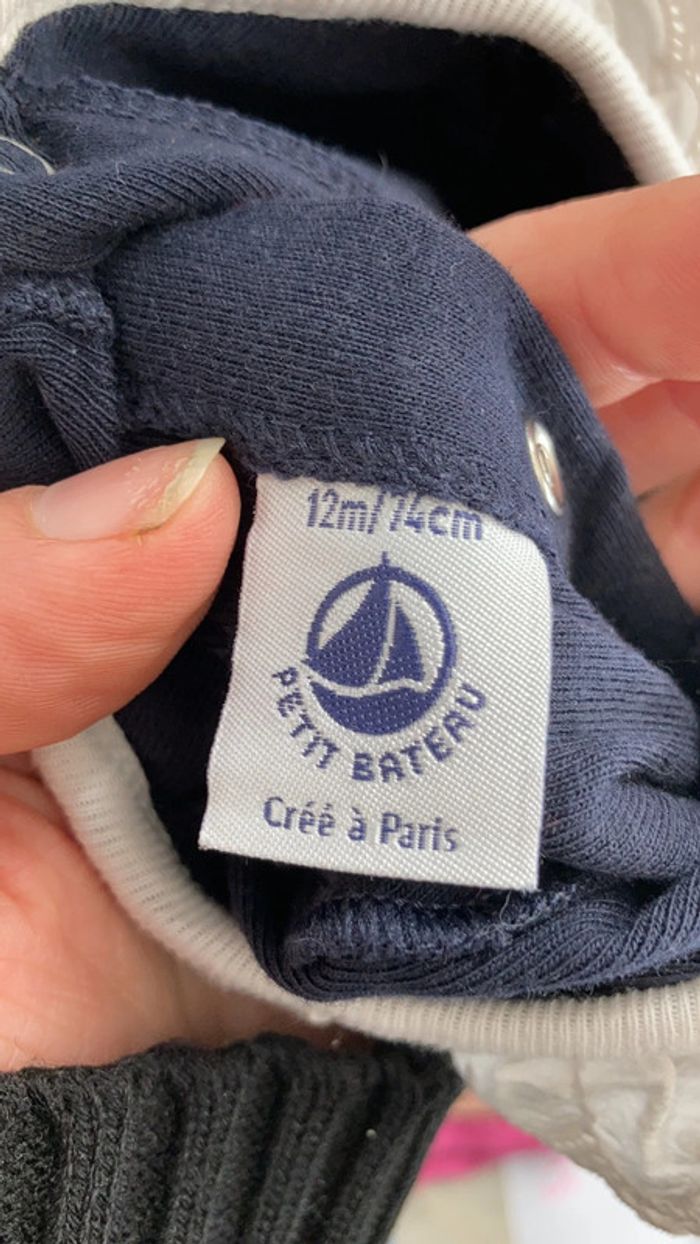 12m/74cm
PETIT BATEAU
Créé à Paris